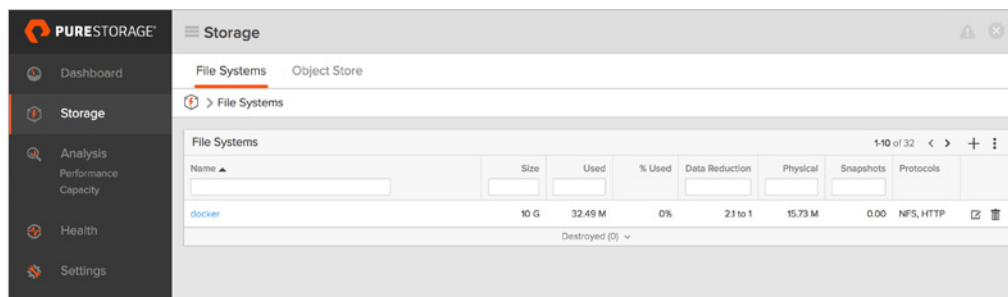 PURESTORAGE®
Storage
Dashboard
File Systems Object Store
Storage
> File Systems
Analysis
Performance
Capacity
File Systems 1-10 of 32 < > +
Name Size Used % Used Data Reduction Physical Snapshots Protocols
docker 10 G 32.49 M 0% 2.1 to 1 15.73 M 0.00 NFS, HTTP
Destroyed (0)
Health
Settings